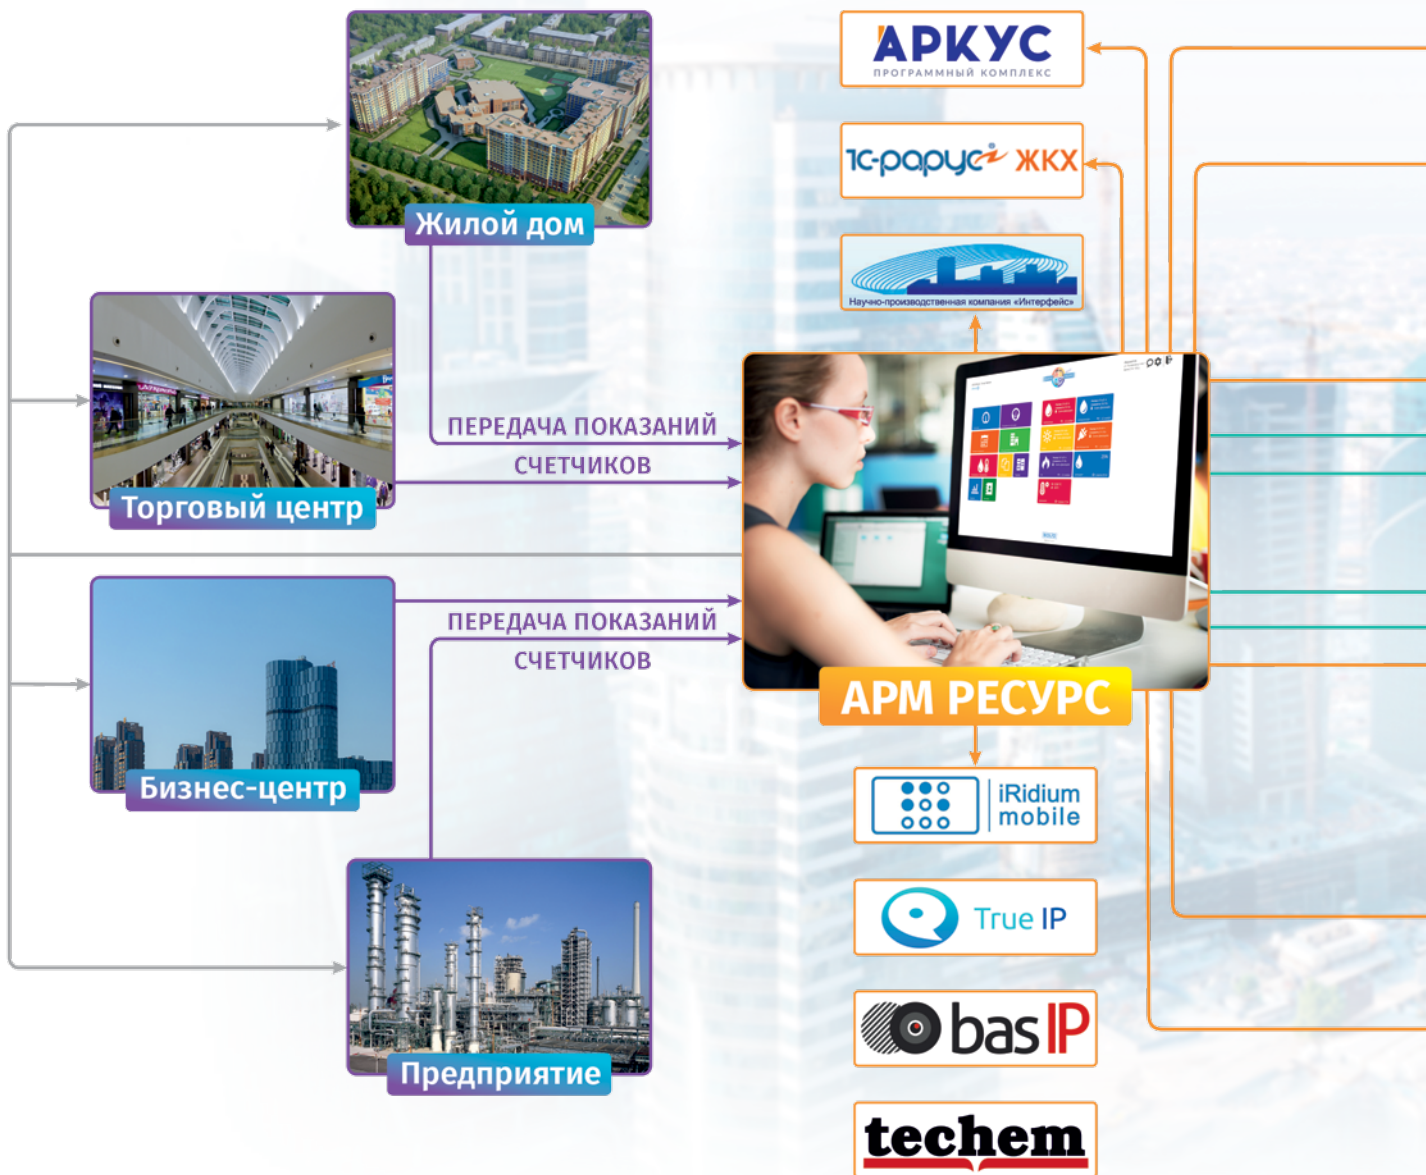 АРКУС
ПРОГРАММНЫЙ КОМПЛЕКС
1С-рарус ЖКХ
Научно-производственная компания «Интерфейс»
Жилой дом
Торговый центр
ПЕРЕДАЧА ПОКАЗАНИЙ
СЧЕТЧИКОВ
Бизнес-центр
ПЕРЕДАЧА ПОКАЗАНИЙ
СЧЕТЧИКОВ
АРМ РЕСУРС
iRidium
mobile
True IP
bas IP
Предприятие
techem